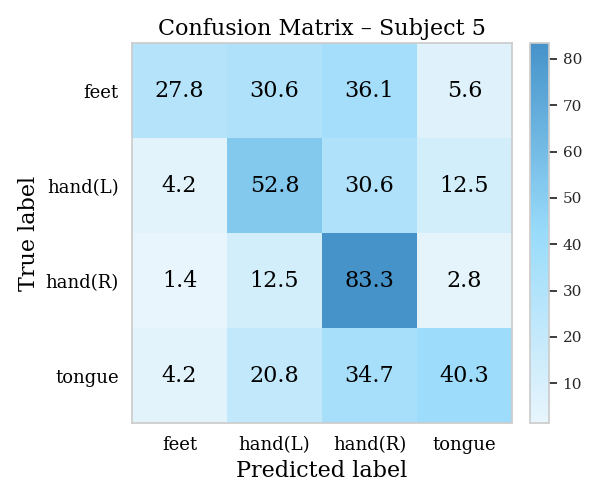 Confusion Matrix – Subject 5
True label
feet 27.8 30.6 36.1 5.6
hand(L) 4.2 52.8 30.6 12.5
hand(R) 1.4 12.5 83.3 2.8
tongue 4.2 20.8 34.7 40.3
feet hand(L) hand(R) tongue
Predicted label
80
70
60
50
40
30
20
10